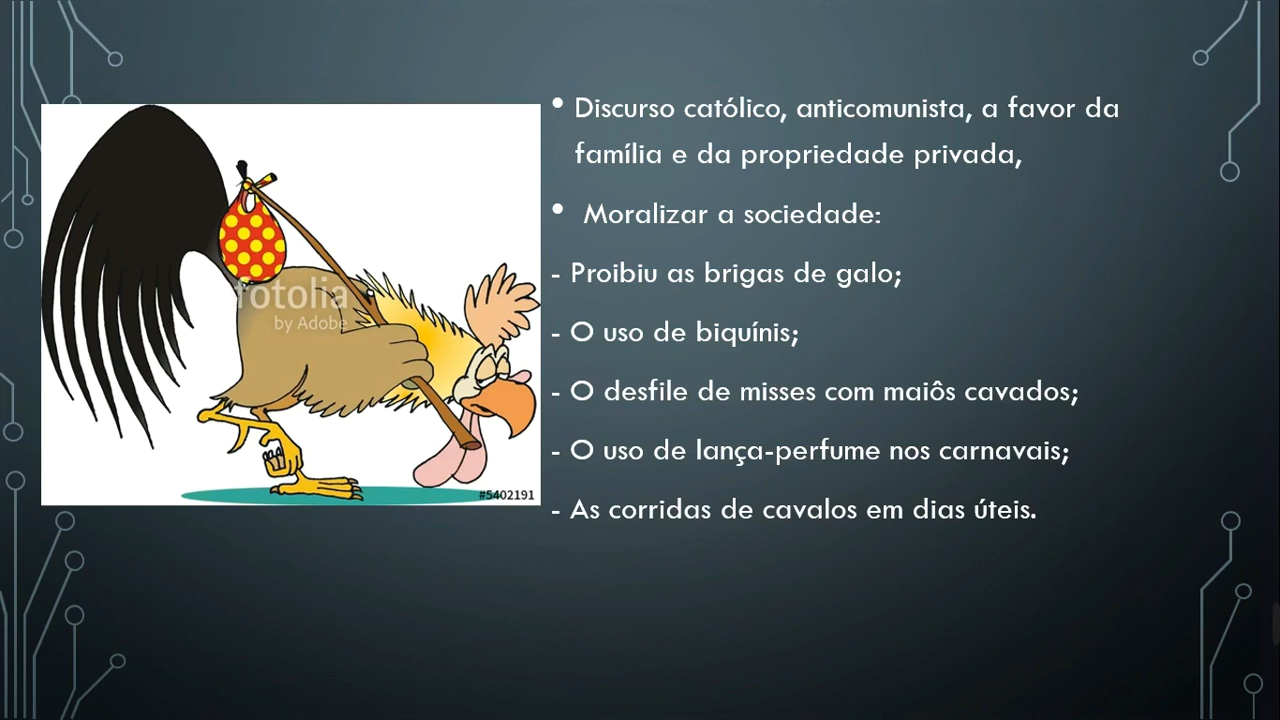 • Discurso católico, anticomunista, a favor da
família e da propriedade privada,
• Moralizar a sociedade:
- Proibiu as brigas de galo;
- O uso de biquínis;
- O desfile de misses com maiôs cavados;
- O uso de lança-perfume nos carnavais;
- As corridas de cavalos em dias úteis.
fotolia
by Adobe
#5402191